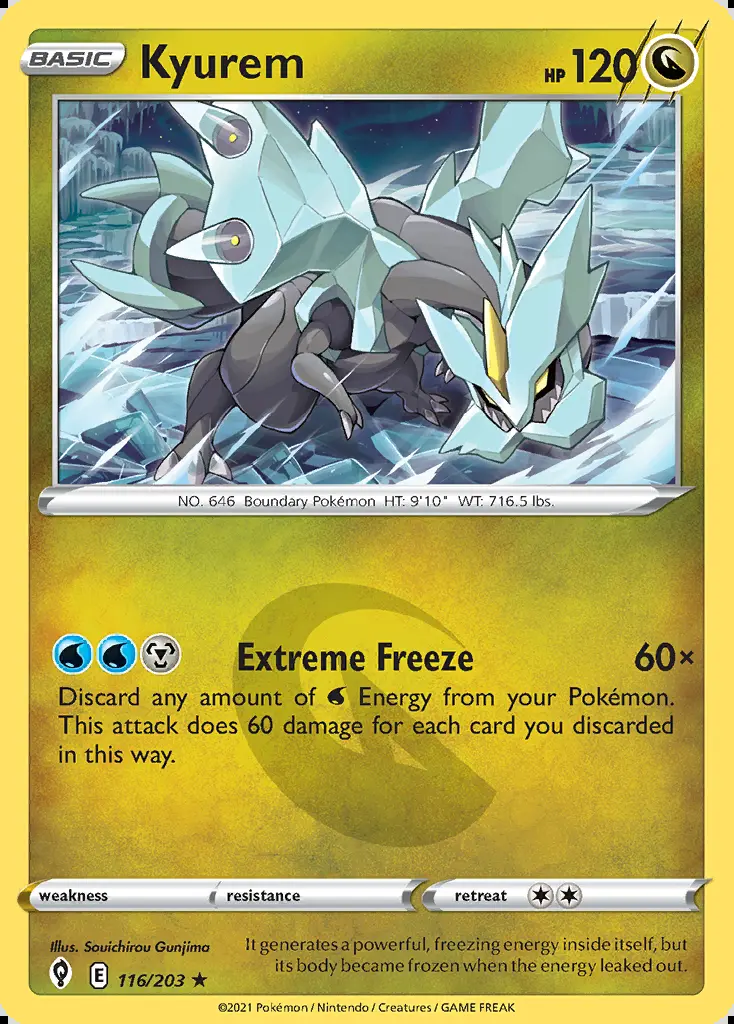 BASIC Kyurem HP 120
NO. 646 Boundary Pokémon HT: 9'10" WT: 716.5 lbs.
Extreme Freeze 60×
Discard any amount of Energy from your Pokémon.
This attack does 60 damage for each card you discarded
in this way.
weakness resistance retreat
Illus. Souichirou Gunjima
It generates a powerful, freezing energy inside itself, but
its body became frozen when the energy leaked out.
E 116/203 ★
©2021 Pokémon / Nintendo / Creatures / GAME FREAK